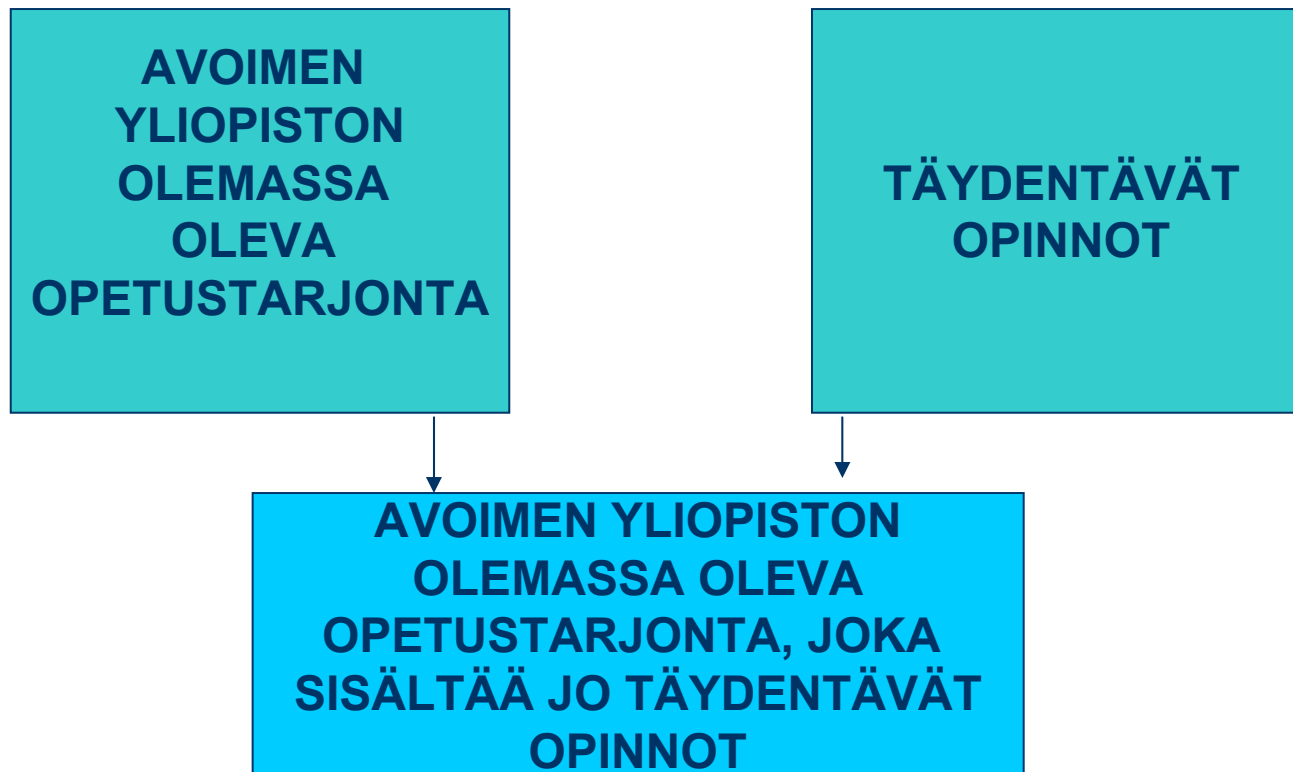 AVOIMEN
YLIOPISTON
OLEMASSA
OLEVA
OPETUSTARJONTA
TÄYDENTÄVÄT
OPINNOT
AVOIMEN YLIOPISTON
OLEMASSA OLEVA
OPETUSTARJONTA, JOKA
SISÄLTÄÄ JO TÄYDENTÄVÄT
OPINNOT